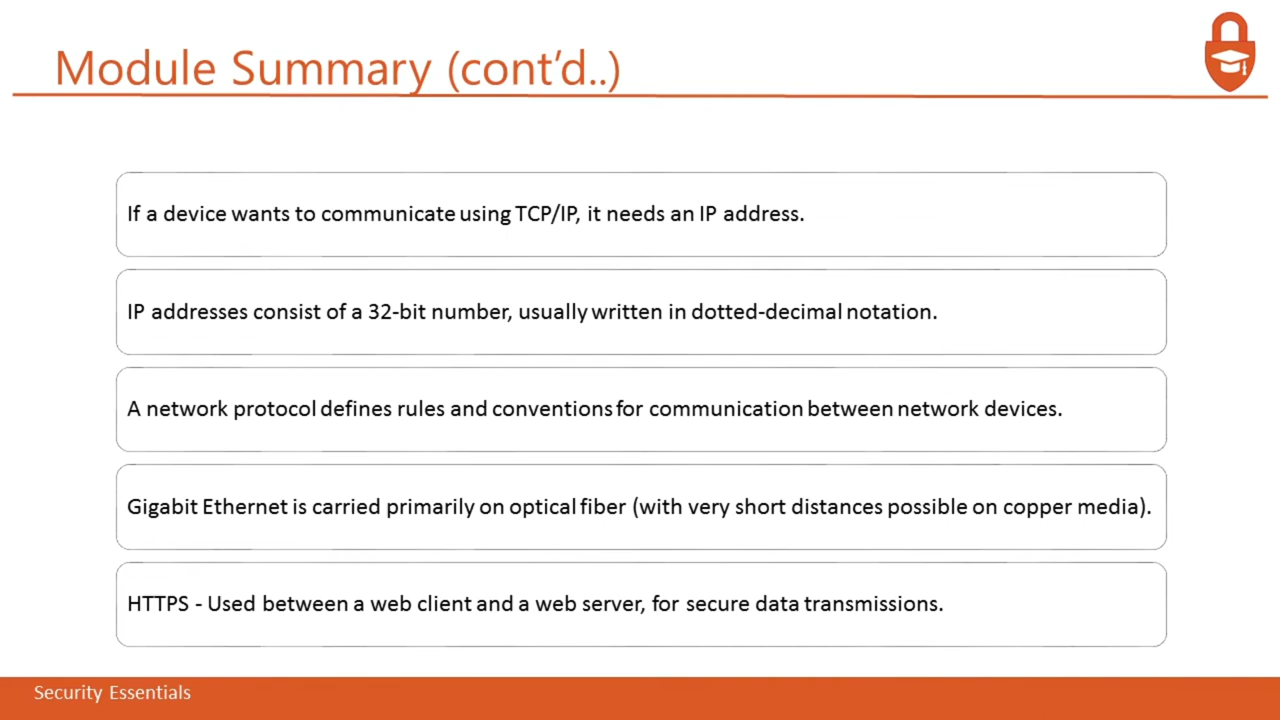 Module Summary (cont’d..)
If a device wants to communicate using TCP/IP, it needs an IP address.
IP addresses consist of a 32-bit number, usually written in dotted-decimal notation.
A network protocol defines rules and conventions for communication between network devices.
Gigabit Ethernet is carried primarily on optical fiber (with very short distances possible on copper media).
HTTPS - Used between a web client and a web server, for secure data transmissions.
Security Essentials